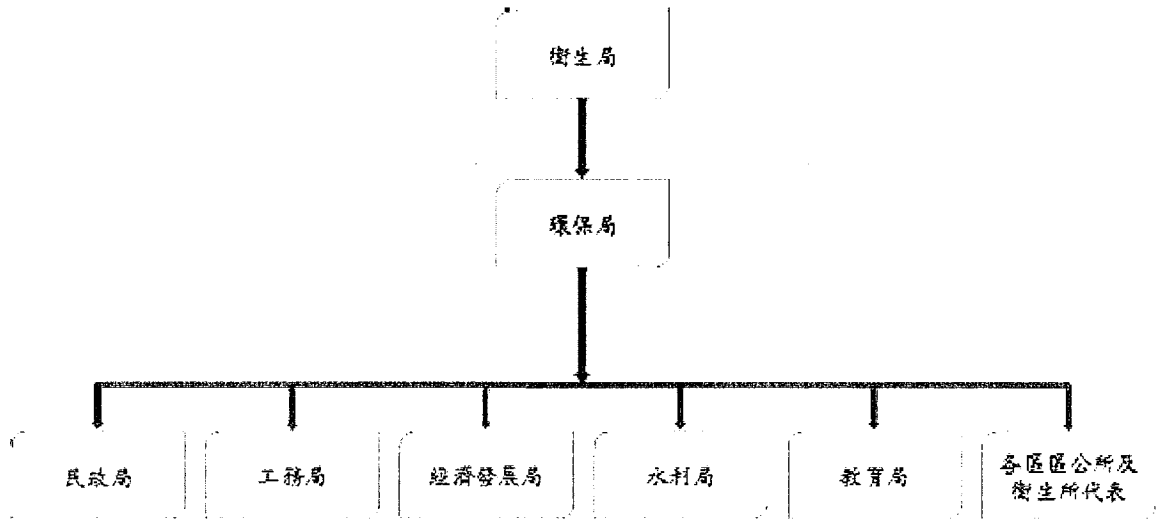 衛生局
環保局
民政局
工務局
經濟發展局
水利局
教育局
各區區公所及
衛生所代表